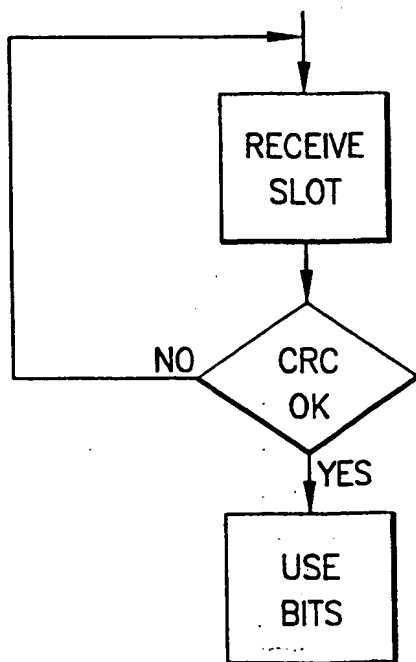 RECEIVE
SLOT
NO
CRC
OK
YES
USE
BITS